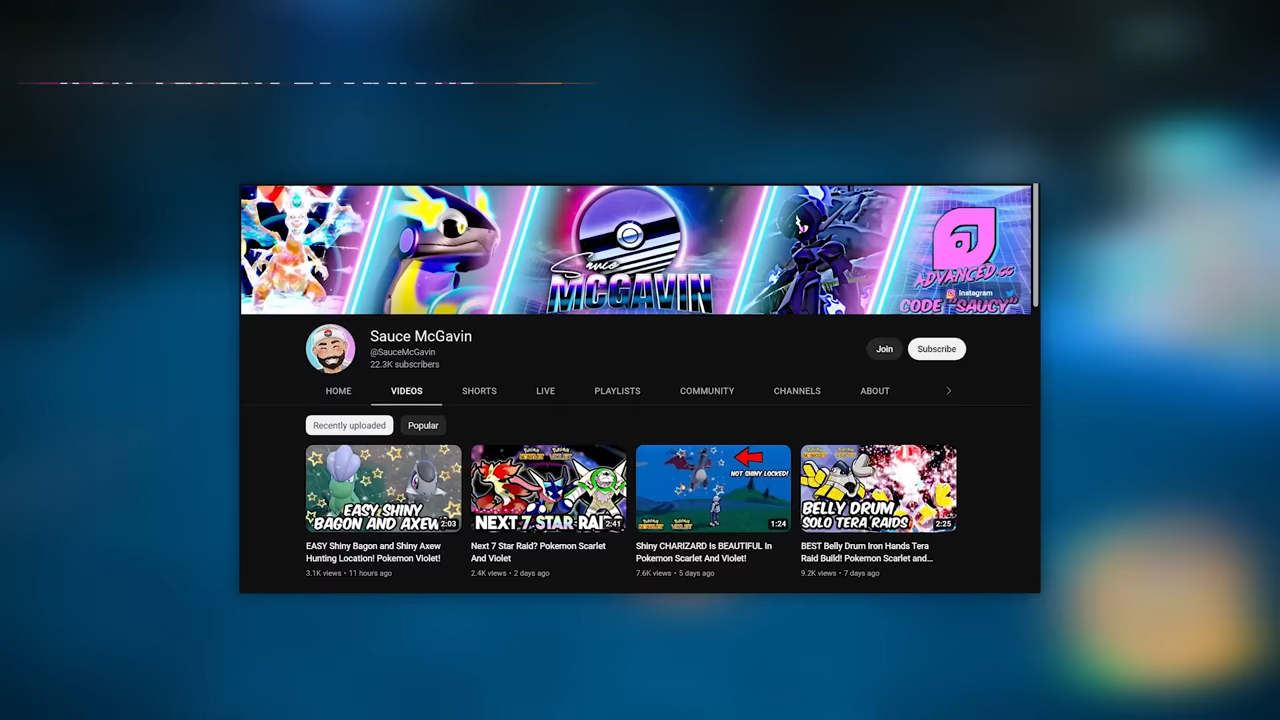 Sauce
MCGAVIN
ADVANCED.GG
Instagram
CODE "SAUCY"
Sauce McGavin
@SauceMcGavin
22.3K subscribers
Join
Subscribe
HOME
VIDEOS
SHORTS
LIVE
PLAYLISTS
COMMUNITY
CHANNELS
ABOUT
Recently uploaded
Popular
EASY SHINY
BAGON AND AXEW
2:03
NEXT 7 STAR RAID
2:41
NOT SHINY LOCKED!
1:24
BELLY DRUM
SOLO TERA RAIDS
2:25
EASY Shiny Bagon and Shiny Axew
Hunting Location! Pokemon Violet!
3.1K views • 11 hours ago
Next 7 Star Raid? Pokemon Scarlet
And Violet
2.4K views • 2 days ago
Shiny CHARIZARD Is BEAUTIFUL In
Pokemon Scarlet And Violet!
7.6K views • 5 days ago
BEST Belly Drum Iron Hands Tera
Raid Build! Pokemon Scarlet and...
9.2K views • 7 days ago